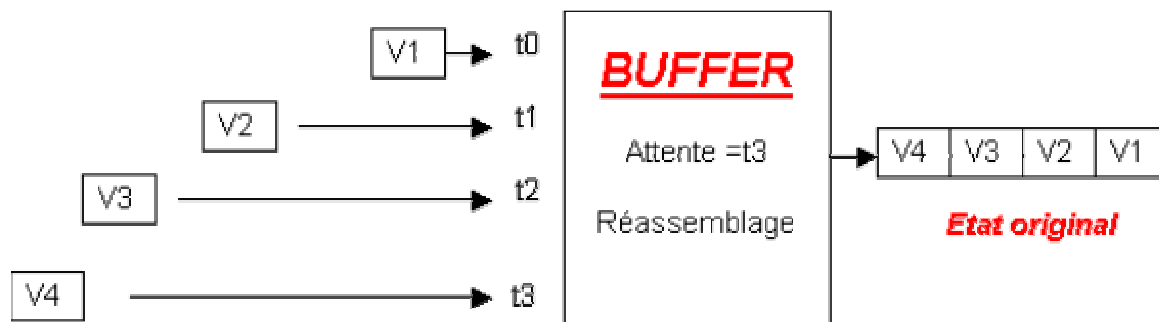 V1 t0
V2 t1
V3 t2
V4 t3
BUFFER
Attente =t3
Réassemblage
V4 V3 V2 V1
Etat original